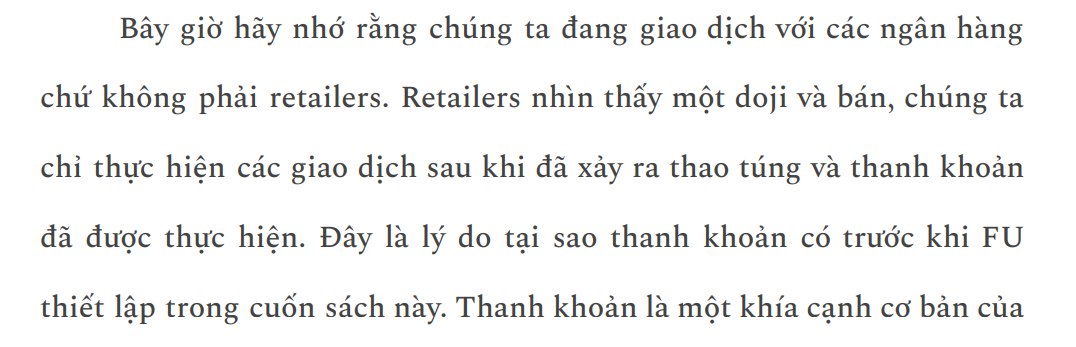 Bây giờ hãy nhớ rằng chúng ta đang giao dịch với các ngân hàng
chứ không phải retailers. Retailers nhìn thấy một doji và bán, chúng ta
chỉ thực hiện các giao dịch sau khi đã xảy ra thao túng và thanh khoản
đã được thực hiện. Đây là lý do tại sao thanh khoản có trước khi FU
thiết lập trong cuốn sách này. Thanh khoản là một khía cạnh cơ bản của